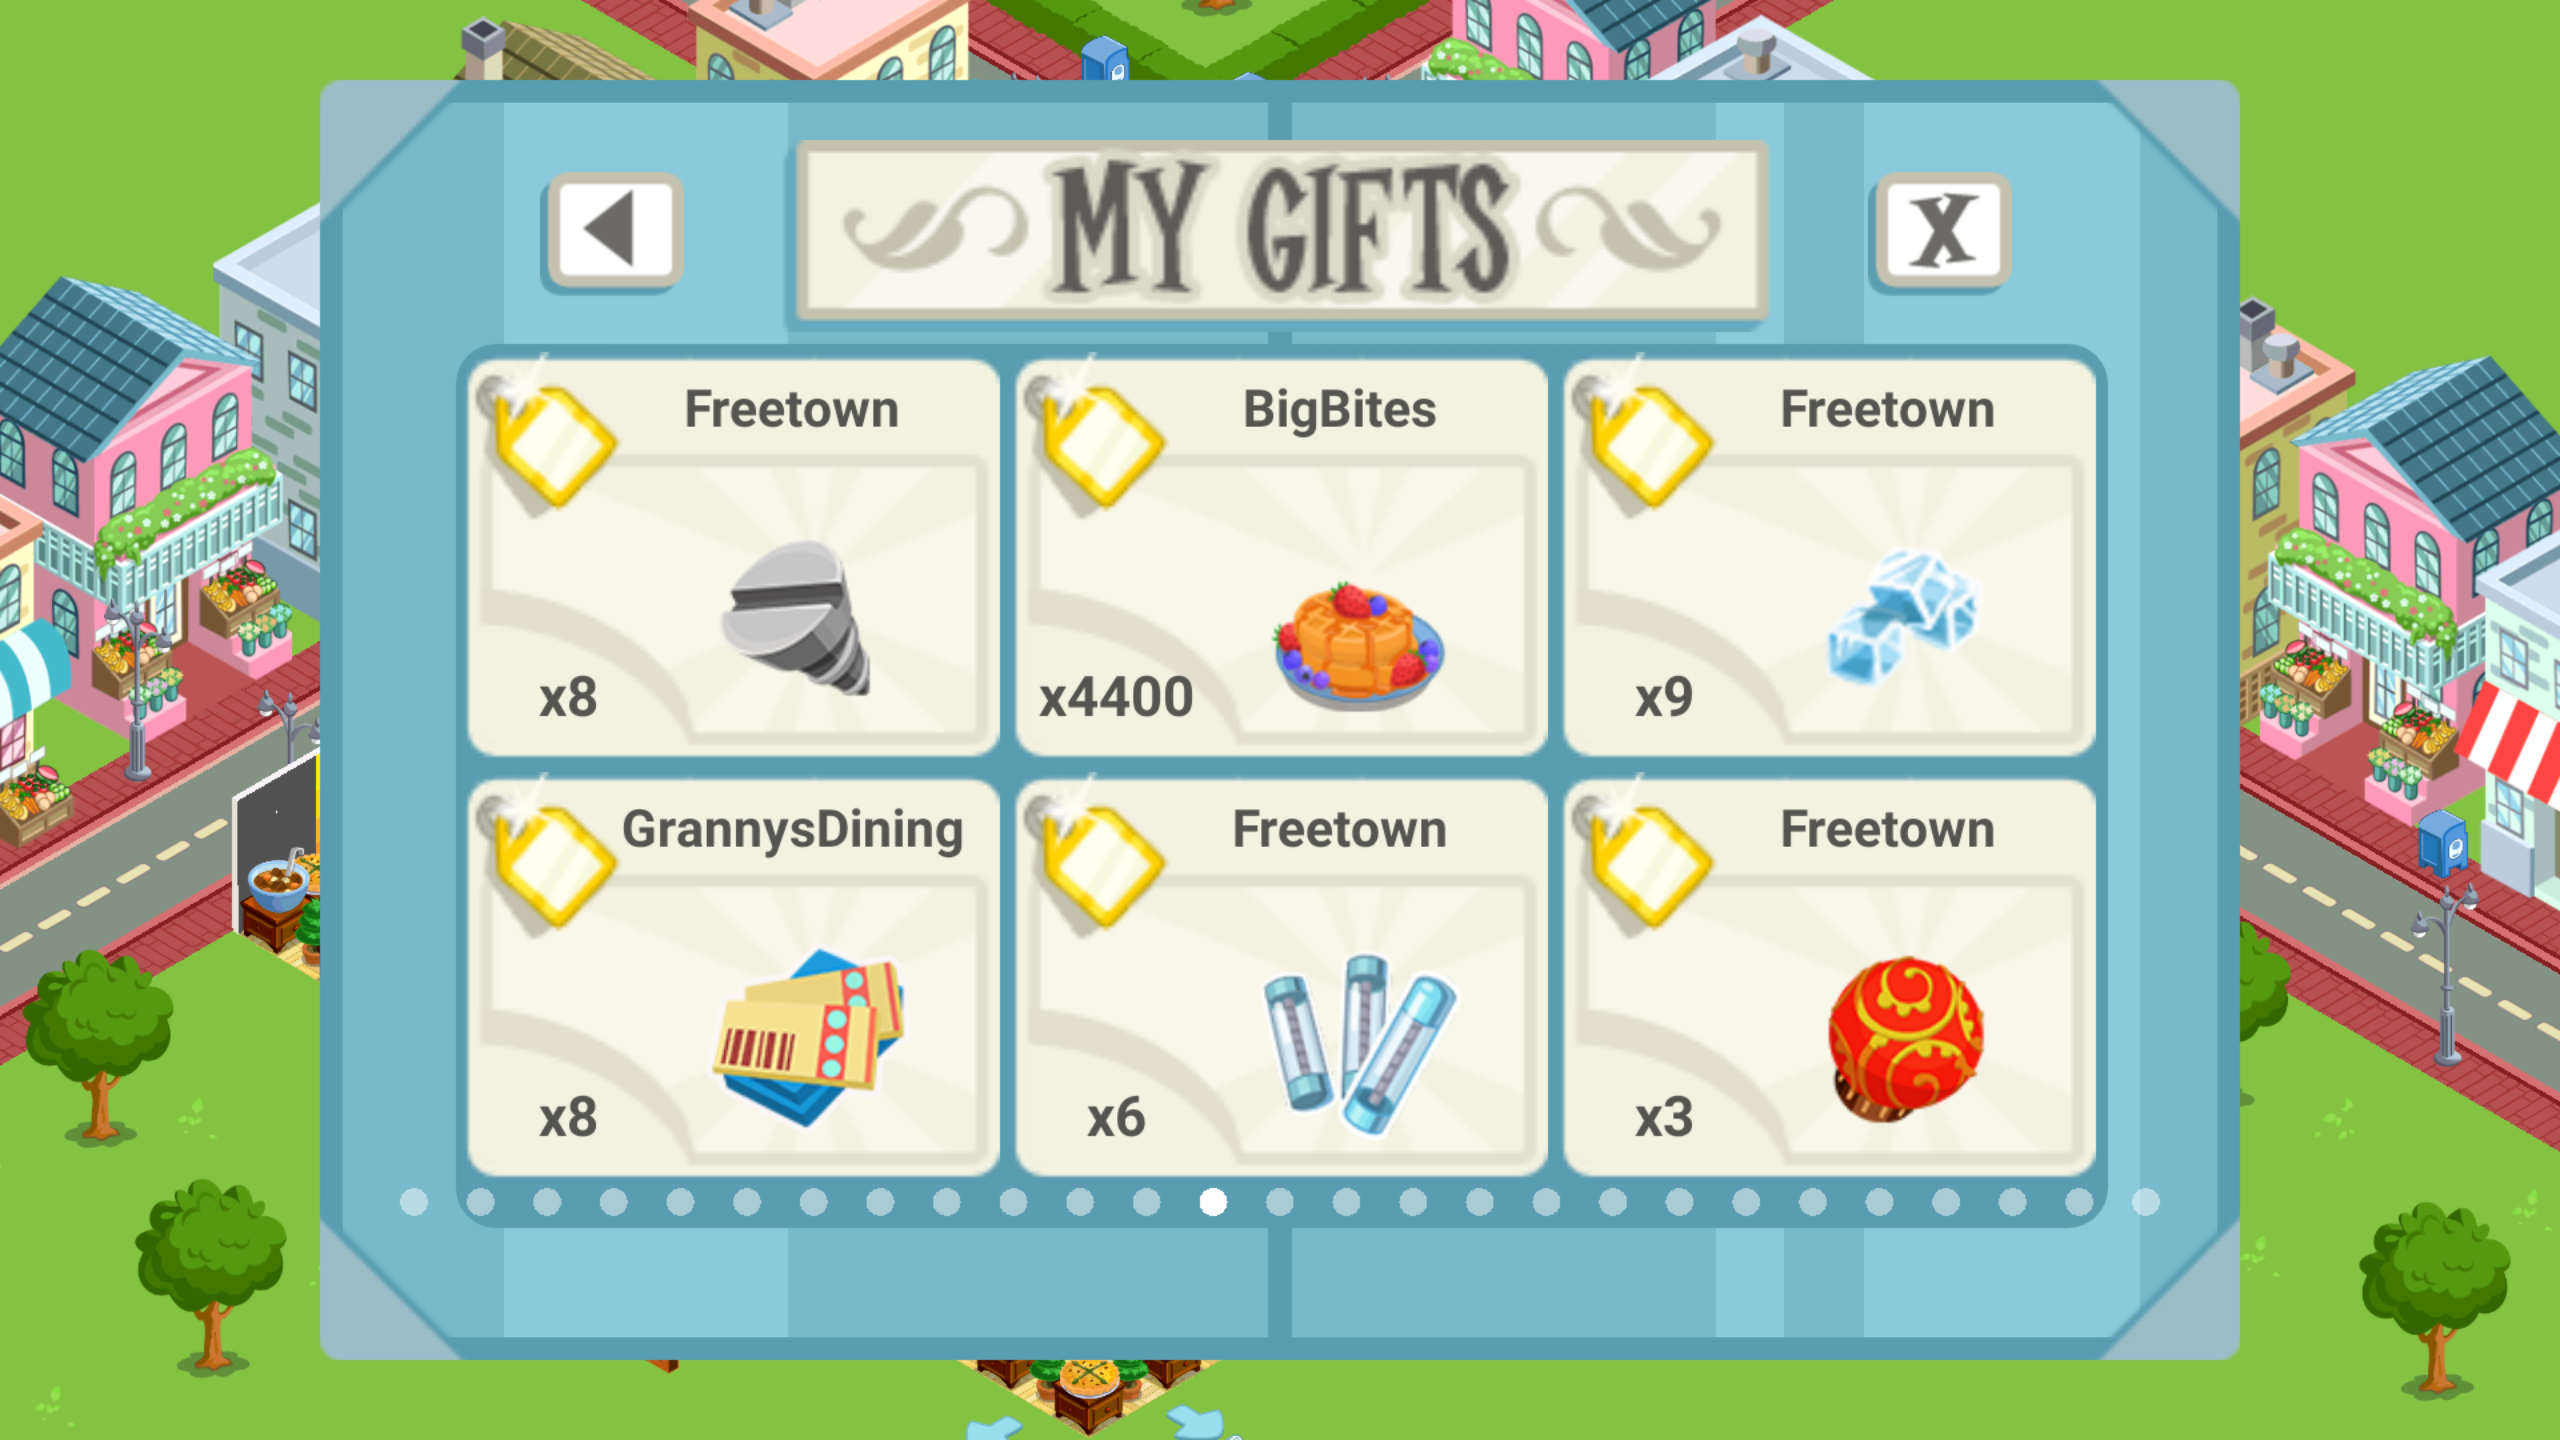 MY GIFTS
X
Freetown
x8
BigBites
x4400
Freetown
x9
GrannysDining
x8
Freetown
x6
Freetown
x3